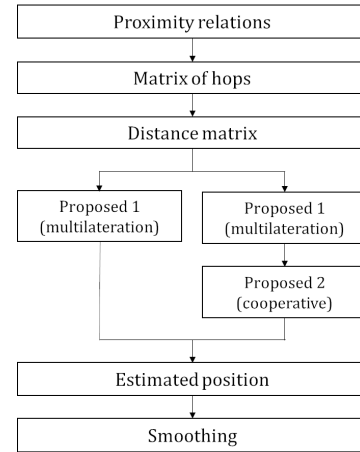 Proximity relations
Matrix of hops
Distance matrix
Proposed 1
(multilateration)
Proposed 1
(multilateration)
Proposed 2
(cooperative)
Estimated position
Smoothing